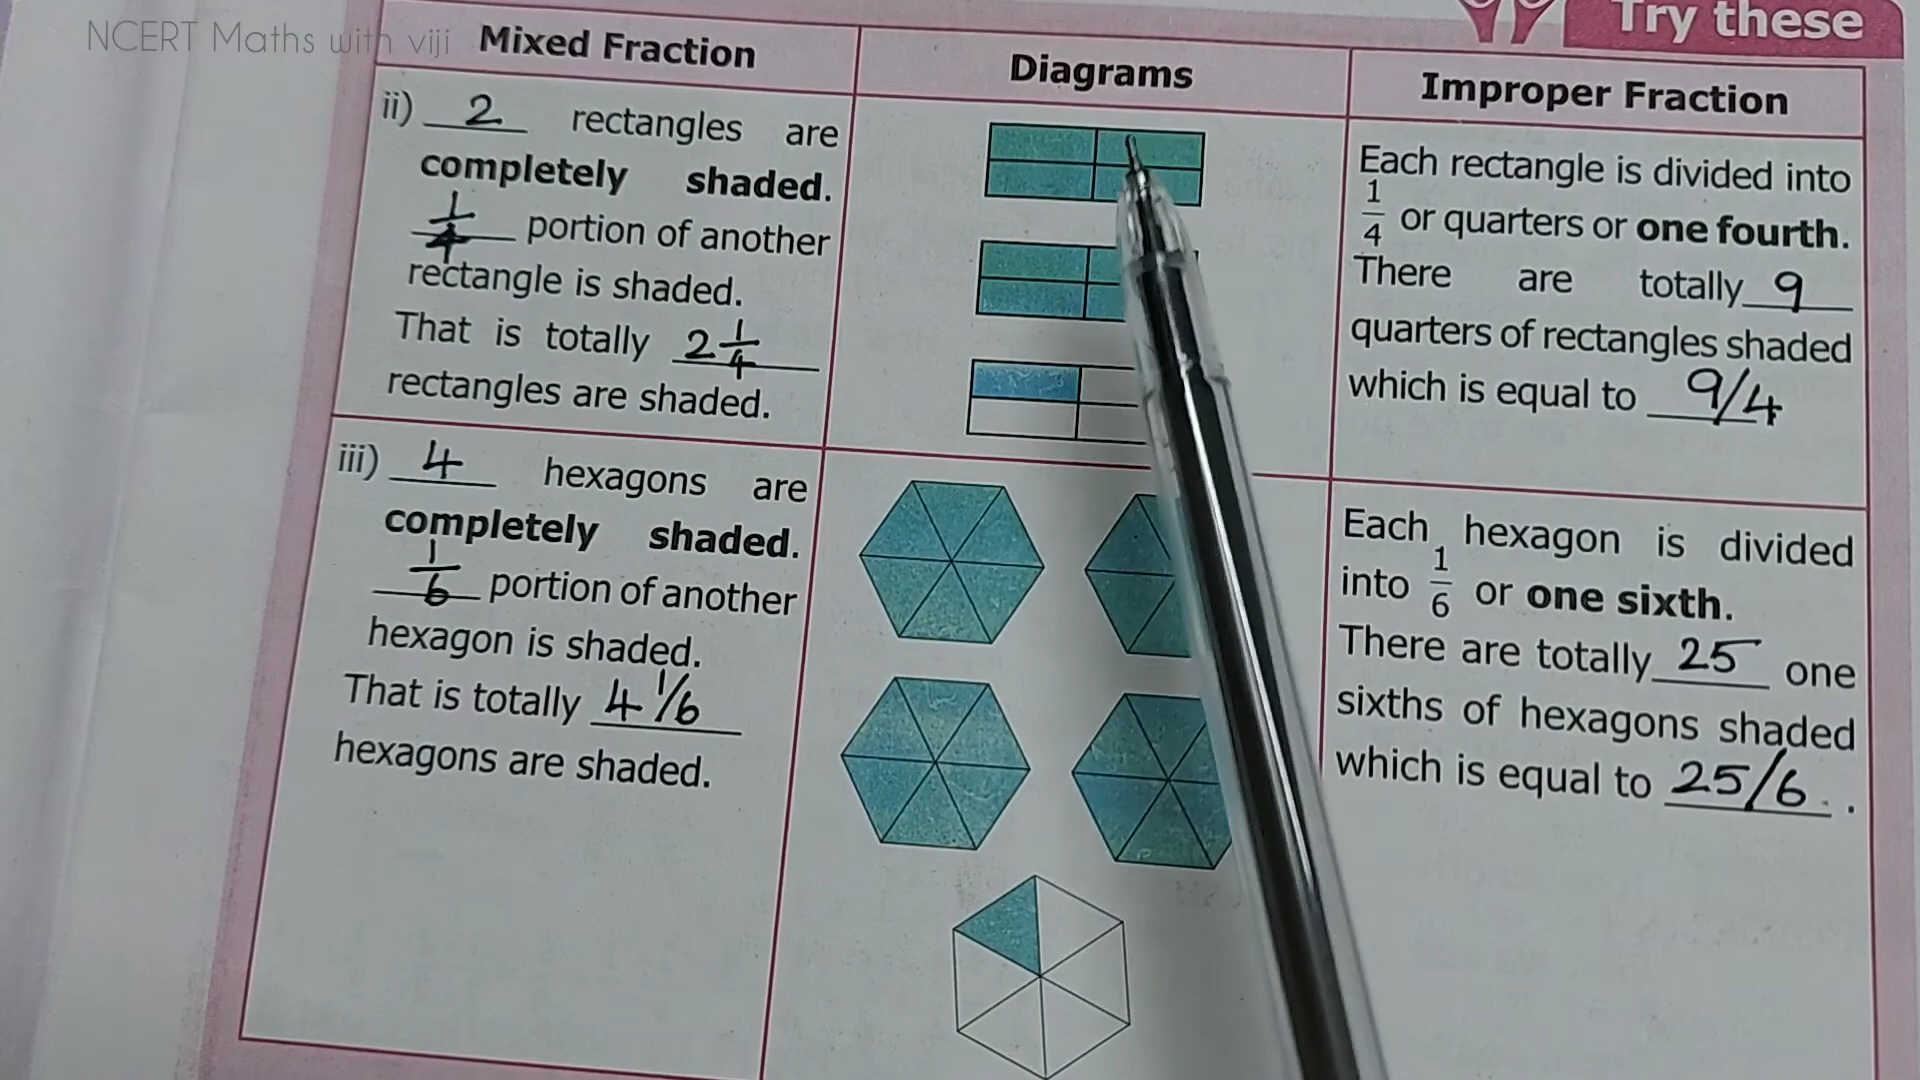 NCERT Maths with viji
Try these
Mixed Fraction
Diagrams
Improper Fraction
ii) 2 rectangles are
completely shaded.
1/4 portion of another
rectangle is shaded.
That is totally 2 1/4
rectangles are shaded.
Each rectangle is divided into
1/4 or quarters or one fourth.
There are totally 9
quarters of rectangles shaded
which is equal to 9/4
iii) 4 hexagons are
completely shaded.
1/6 portion of another
hexagon is shaded.
That is totally 4 1/6
hexagons are shaded.
Each hexagon is divided
into 1/6 or one sixth.
There are totally 25 one
sixths of hexagons shaded
which is equal to 25/6 .